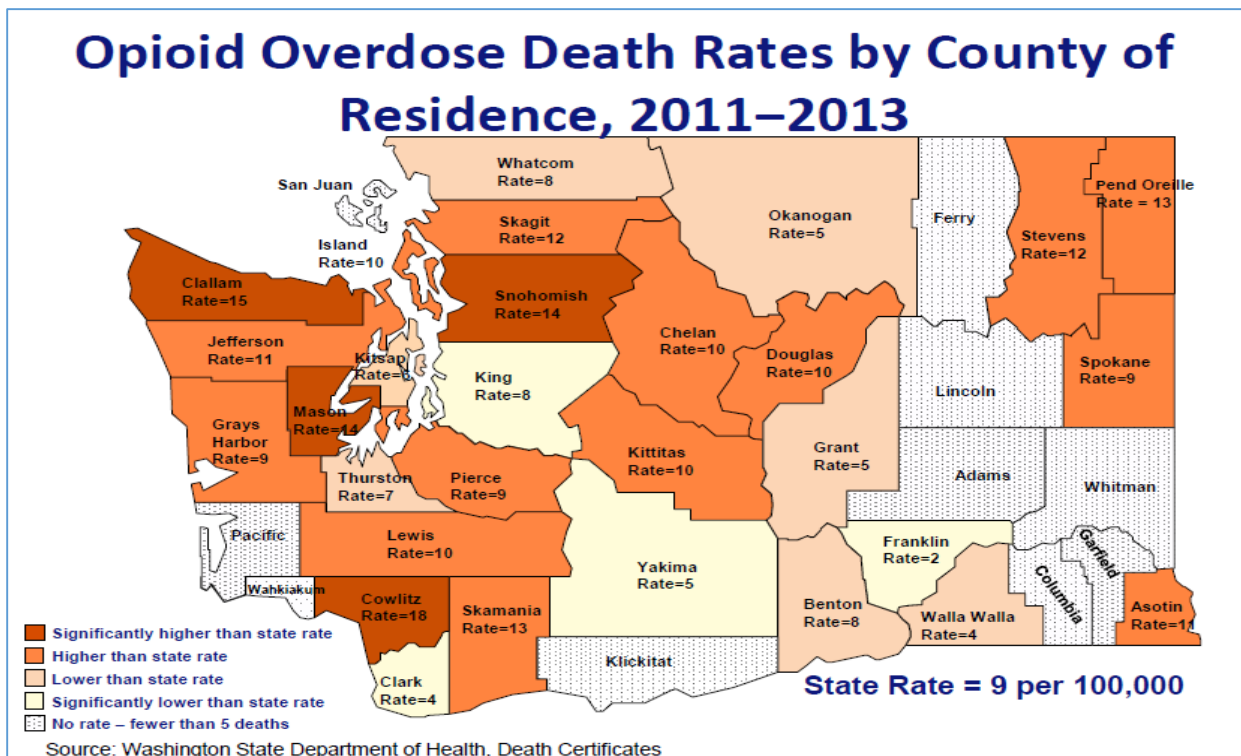 Opioid Overdose Death Rates by County of
Residence, 2011–2013
Whatcom
Rate=8
San Juan
Skagit
Rate=12
Island
Rate=10
Okanogan
Rate=5
Ferry
Stevens
Rate=12
Pend Oreille
Rate = 13
Clallam
Rate=15
Snohomish
Rate=14
Jefferson
Rate=11
Kitsap
Rate=6
Chelan
Rate=10
Douglas
Rate=10
Spokane
Rate=9
King
Rate=8
Lincoln
Mason
Rate=14
Grays
Harbor
Rate=9
Grant
Rate=5
Kittitas
Rate=10
Thurston
Rate=7
Pierce
Rate=9
Adams
Whitman
Pacific
Lewis
Rate=10
Franklin
Rate=2
Garfield
Yakima
Rate=5
Columbia
Wahkiakum
Cowlitz
Rate=18
Skamania
Rate=13
Benton
Rate=8
Walla Walla
Rate=4
Asotin
Rate=11
Klickitat
Clark
Rate=4
Significantly higher than state rate
Higher than state rate
Lower than state rate
Significantly lower than state rate
No rate – fewer than 5 deaths
State Rate = 9 per 100,000
Source: Washington State Department of Health, Death Certificates